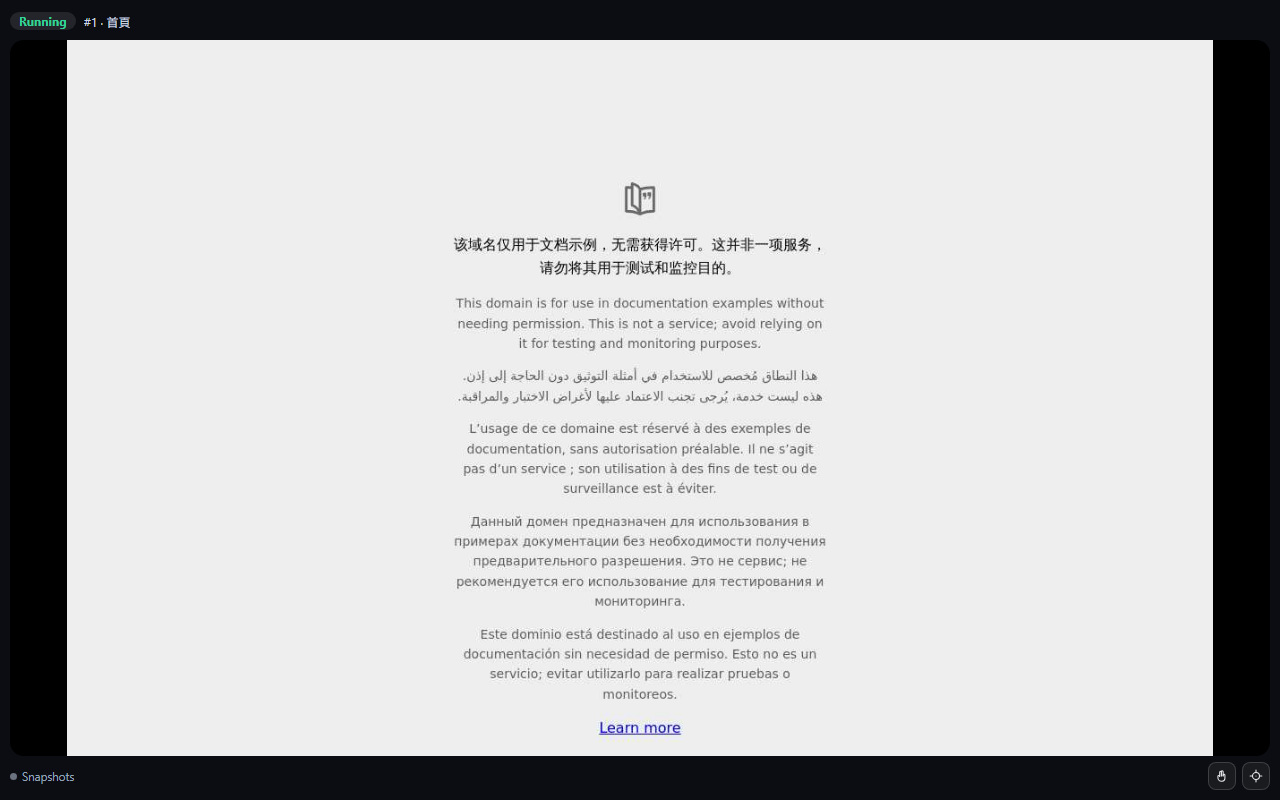 Running #1 · 首頁
该域名仅用于文档示例，无需获得许可。这并非一项服务，
请勿将其用于测试和监控目的。
This domain is for use in documentation examples without
needing permission. This is not a service; avoid relying on
it for testing and monitoring purposes.
هذا النطاق مُخصص للاستخدام في أمثلة التوثيق دون الحاجة إلى إذن.
هذه ليست خدمة، يُرجى تجنب الاعتماد عليها لأغراض الاختبار والمراقبة.
L’usage de ce domaine est réservé à des exemples de
documentation, sans autorisation préalable. Il ne s’agit
pas d’un service ; son utilisation à des fins de test ou de
surveillance est à éviter.
Данный домен предназначен для использования в
примерах документации без необходимости получения
предварительного разрешения. Это не сервис; не
рекомендуется его использование для тестирования и
мониторинга.
Este dominio está destinado al uso en ejemplos de
documentación sin necesidad de permiso. Esto no es un
servicio; evitar utilizarlo para realizar pruebas o
monitoreos.
Learn more
Snapshots